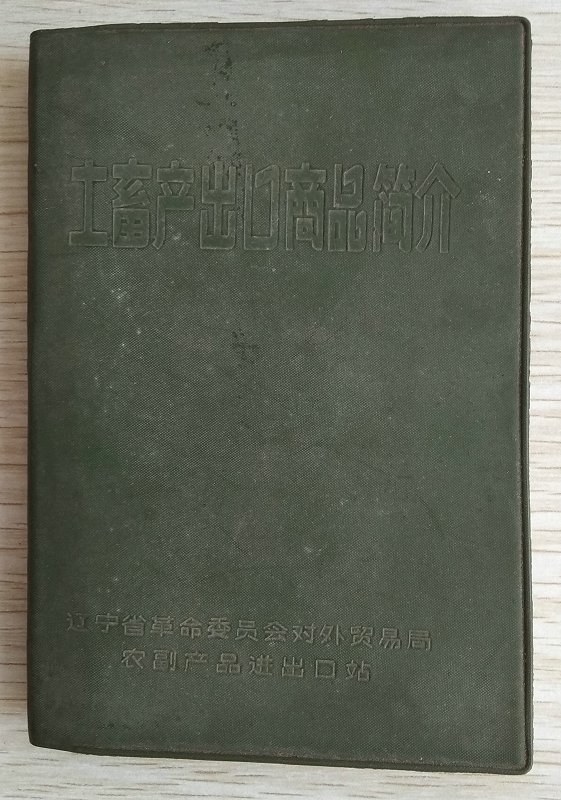 土畜产出口商品简介
辽宁省革命委员会对外贸易局
农副产品进出口站